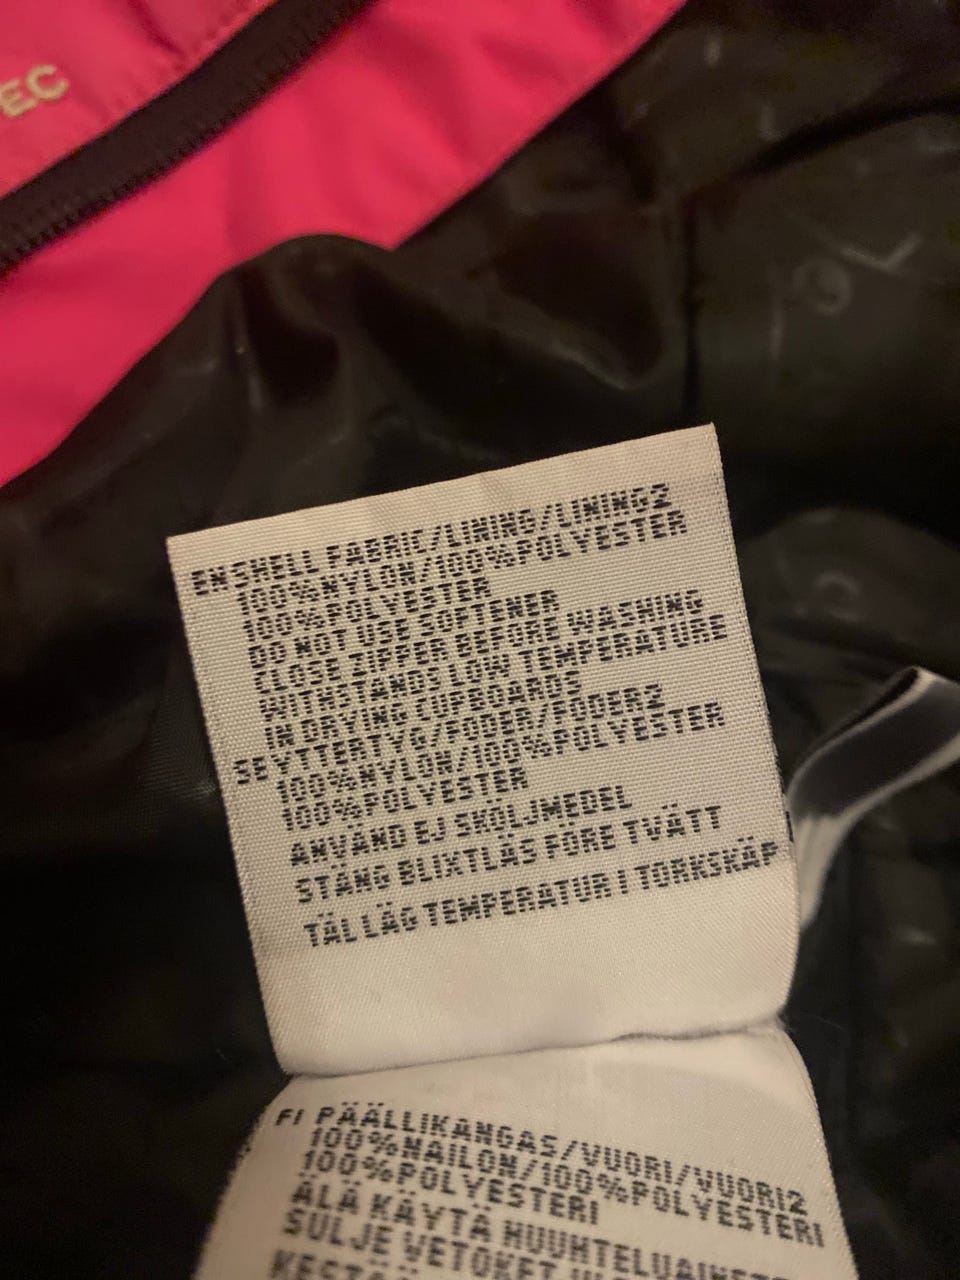 EC
EN SHELL FABRIC/LINING/LINING2
100%NYLON/100%POLYESTER
100%POLYESTER
DO NOT USE SOFTENER
CLOSE ZIPPER BEFORE WASHING
WITHSTANDS LOW TEMPERATURE
IN DRYING CUPBOARDS
SE YTTERTYG/FODER/FODER2
100%NYLON/100%POLYESTER
100%POLYESTER
ANVÄND EJ SKÖLJMEDEL
STÄNG BLIXTLÅS FÖRE TVÄTT
TÅL LÅG TEMPERATUR I TORKSKÅP
FI PÄÄLLIKANGAS/VUORI/VUORI2
100%NAILON/100%POLYESTERI
100%POLYESTERI
ÄLÄ KÄYTÄ HUUHTELUAINE
SULJE VETOKET